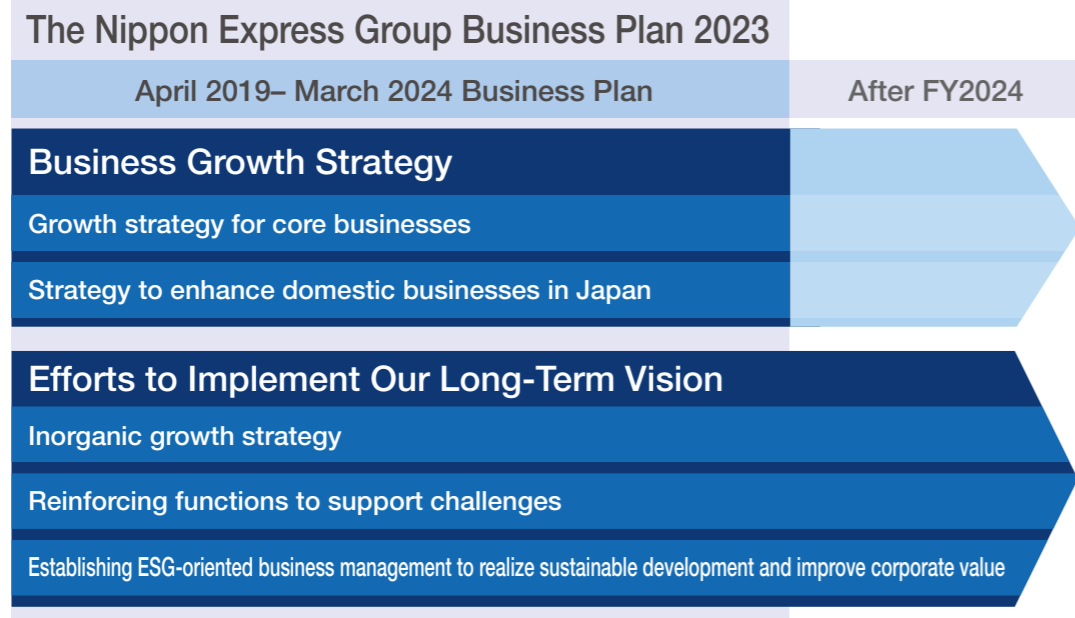 The Nippon Express Group Business Plan 2023
April 2019– March 2024 Business Plan
After FY2024
Business Growth Strategy
Growth strategy for core businesses
Strategy to enhance domestic businesses in Japan
Efforts to Implement Our Long-Term Vision
Inorganic growth strategy
Reinforcing functions to support challenges
Establishing ESG-oriented business management to realize sustainable development and improve corporate value